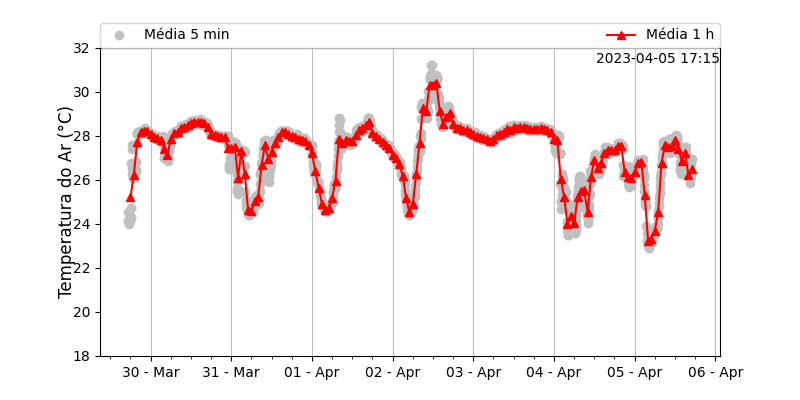 Média 5 min
Média 1 h
2023-04-05 17:15
Temperatura do Ar (°C)
32
30
28
26
24
22
20
18
30 - Mar
31 - Mar
01 - Apr
02 - Apr
03 - Apr
04 - Apr
05 - Apr
06 - Apr